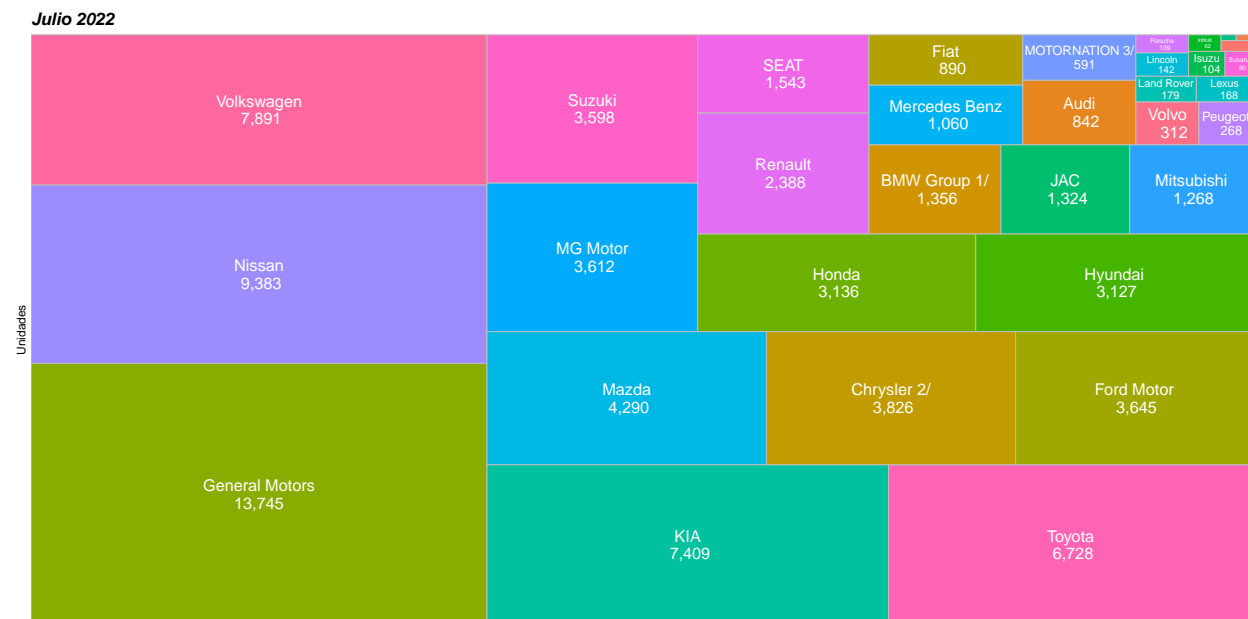 Julio 2022
Unidades
Volkswagen
7,891
Nissan
9,383
General Motors
13,745
Suzuki
3,598
MG Motor
3,612
SEAT
1,543
Renault
2,388
Fiat
890
Mercedes Benz
1,060
MOTORNATION 3/
591
Audi
842
Porsche
109
Infiniti
62
Lincoln
142
Isuzu
104
Subaru
80
Land Rover
179
Lexus
168
Volvo
312
Peugeot
268
BMW Group 1/
1,356
JAC
1,324
Mitsubishi
1,268
Honda
3,136
Hyundai
3,127
Mazda
4,290
Chrysler 2/
3,826
Ford Motor
3,645
KIA
7,409
Toyota
6,728